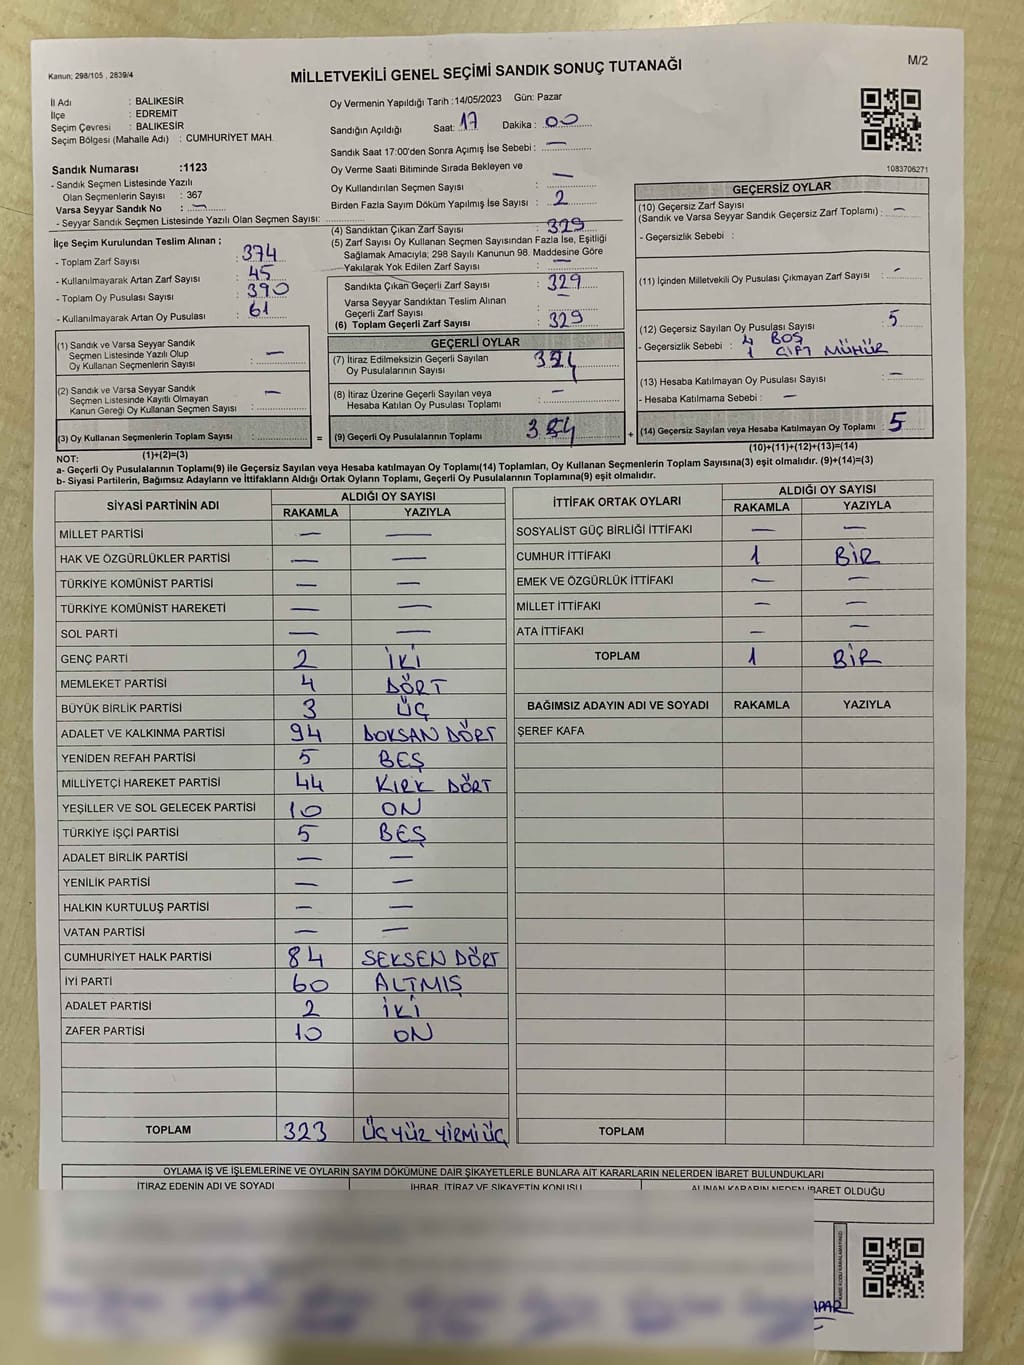 Kanun; 298/105 , 2839/4
MİLLETVEKİLİ GENEL SEÇİMİ SANDIK SONUÇ TUTANAĞI
M/2
İl Adı : BALIKESİR
İlçe : EDREMİT
Seçim Çevresi : BALIKESİR
Seçim Bölgesi (Mahalle Adı) : CUMHURİYET MAH.
Sandık Numarası :1123
- Sandık Seçmen Listesinde Yazılı
Olan Seçmenlerin Sayısı : 367
Varsa Seyyar Sandık No : —
- Seyyar Sandık Seçmen Listesinde Yazılı Olan Seçmen Sayısı:
Oy Vermenin Yapıldığı Tarih :14/05/2023 Gün: Pazar
Sandığın Açıldığı Saat: 17 Dakika : 00
Sandık Saat 17:00'den Sonra Açımış İse Sebebi : —
Oy Verme Saati Bitiminde Sırada Bekleyen ve
Oy Kullandırılan Seçmen Sayısı : —
Birden Fazla Sayım Döküm Yapılmış İse Sayısı : 2
1083706271
İlçe Seçim Kurulundan Teslim Alınan ;
- Toplam Zarf Sayısı : 374
- Kullanılmayarak Artan Zarf Sayısı : 45
- Toplam Oy Pusulası Sayısı : 390
- Kullanılmayarak Artan Oy Pusulası : 61
(4) Sandıktan Çıkan Zarf Sayısı : 329
(5) Zarf Sayısı Oy Kullanan Seçmen Sayısından Fazla İse, Eşitliği
Sağlamak Amacıyla; 298 Sayılı Kanunun 98. Maddesine Göre
Yakılarak Yok Edilen Zarf Sayısı : —
Sandıkta Çıkan Geçerli Zarf Sayısı : 329
Varsa Seyyar Sandıktan Teslim Alınan
Geçerli Zarf Sayısı : —
(6) Toplam Geçerli Zarf Sayısı : 329
GEÇERSİZ OYLAR
(10) Geçersiz Zarf Sayısı
(Sandık ve Varsa Seyyar Sandık Geçersiz Zarf Toplamı) : —
- Geçersizlik Sebebi :
(11) İçinden Milletvekili Oy Pusulası Çıkmayan Zarf Sayısı : —
(12) Geçersiz Sayılan Oy Pusulası Sayısı : 5
- Geçersizlik Sebebi : 4 BOŞ
1 ÇİFT MÜHÜR
(13) Hesaba Katılmayan Oy Pusulası Sayısı : —
- Hesaba Katılmama Sebebi : —
(14) Geçersiz Sayılan veya Hesaba Katılmayan Oy Toplamı : 5
(10)+(11)+(12)+(13)=(14)
(1) Sandık ve Varsa Seyyar Sandık
Seçmen Listesinde Yazılı Olup
Oy Kullanan Seçmenlerin Sayısı : —
(2) Sandık ve Varsa Seyyar Sandık
Seçmen Listesinde Kayıtlı Olmayan
Kanun Gereği Oy Kullanan Seçmen Sayısı : —
(3) Oy Kullanan Seçmenlerin Toplam Sayısı :
(1)+(2)=(3)
GEÇERLİ OYLAR
(7) İtiraz Edilmeksizin Geçerli Sayılan
Oy Pusulalarının Sayısı : 324
(8) İtiraz Üzerine Geçerli Sayılan veya
Hesaba Katılan Oy Pusulası Toplamı : —
= (9) Geçerli Oy Pusulalarının Toplamı : 324 +
NOT:
a- Geçerli Oy Pusulalarının Toplamı(9) ile Geçersiz Sayılan veya Hesaba katılmayan Oy Toplamı(14) Toplamları, Oy Kullanan Seçmenlerin Toplam Sayısına(3) eşit olmalıdır. (9)+(14)=(3)
b- Siyasi Partilerin, Bağımsız Adayların ve İttifakların Aldığı Ortak Oyların Toplamı, Geçerli Oy Pusulalarının Toplamına(9) eşit olmalıdır.
SİYASİ PARTİNİN ADI ALDIĞI OY SAYISI
RAKAMLA YAZIYLA
MİLLET PARTİSİ — —
HAK VE ÖZGÜRLÜKLER PARTİSİ — —
TÜRKİYE KOMÜNİST PARTİSİ — —
TÜRKİYE KOMÜNİST HAREKETİ — —
SOL PARTİ — —
GENÇ PARTİ 2 İKİ
MEMLEKET PARTİSİ 4 DÖRT
BÜYÜK BİRLİK PARTİSİ 3 ÜÇ
ADALET VE KALKINMA PARTİSİ 94 DOKSAN DÖRT
YENİDEN REFAH PARTİSİ 5 BEŞ
MİLLİYETÇİ HAREKET PARTİSİ 44 KIRK DÖRT
YEŞİLLER VE SOL GELECEK PARTİSİ 10 ON
TÜRKİYE İŞÇİ PARTİSİ 5 BEŞ
ADALET BİRLİK PARTİSİ — —
YENİLİK PARTİSİ — —
HALKIN KURTULUŞ PARTİSİ — —
VATAN PARTİSİ — —
CUMHURİYET HALK PARTİSİ 84 SEKSEN DÖRT
İYİ PARTİ 60 ALTMIŞ
ADALET PARTİSİ 2 İKİ
ZAFER PARTİSİ 10 ON
TOPLAM 323 ÜÇ YÜZ YİRMİ ÜÇ
İTTİFAK ORTAK OYLARI ALDIĞI OY SAYISI
RAKAMLA YAZIYLA
SOSYALİST GÜÇ BİRLİĞİ İTTİFAKI — —
CUMHUR İTTİFAKI 1 BİR
EMEK VE ÖZGÜRLÜK İTTİFAKI — —
MİLLET İTTİFAKI — —
ATA İTTİFAKI — —
TOPLAM 1 BİR
BAĞIMSIZ ADAYIN ADI VE SOYADI RAKAMLA YAZIYLA
ŞEREF KAFA
TOPLAM
OYLAMA İŞ VE İŞLEMLERİNE VE OYLARIN SAYIM DÖKÜMÜNE DAİR ŞİKAYETLERLE BUNLARA AİT KARARLARIN NELERDEN İBARET BULUNDUKLARI
İTİRAZ EDENİN ADI VE SOYADI İHBAR, İTİRAZ VE ŞİKAYETİN KONUSU ALINAN KARARIN NEDEN İBARET OLDUĞU